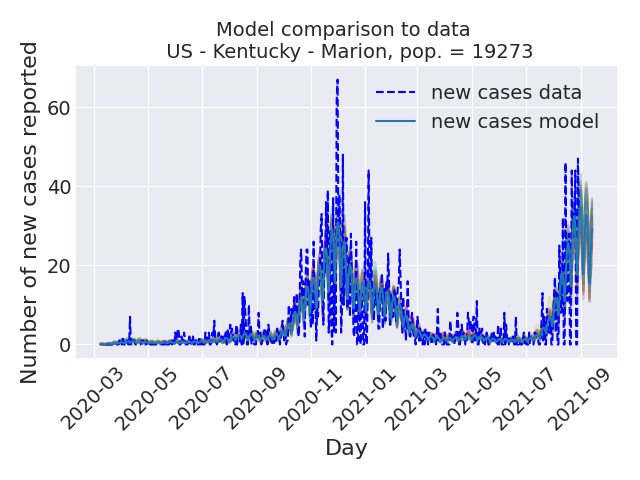 Model comparison to data
US - Kentucky - Marion, pop. = 19273
new cases data
new cases model
Number of new cases reported
60
40
20
0
2020-03
2020-05
2020-07
2020-09
2020-11
2021-01
2021-03
2021-05
2021-07
2021-09
Day